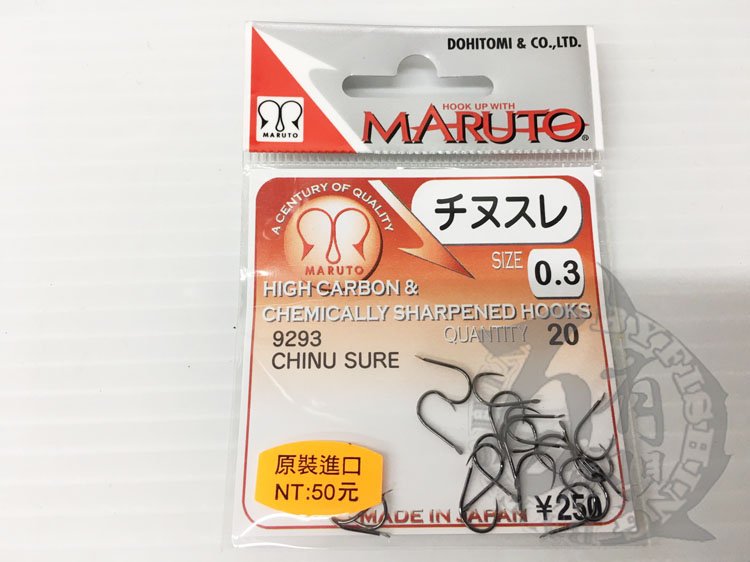 DOHITOMI & CO.,LTD.
HOOK UP WITH
MARUTO®
MARUTO
A CENTURY OF QUALITY
チヌスレ
MARUTO
SIZE 0.3
HIGH CARBON &
CHEMICALLY SHARPENED HOOKS
QUANTITY 20
9293
CHINU SURE
原裝進口
NT:50元
MADE IN JAPAN
¥250